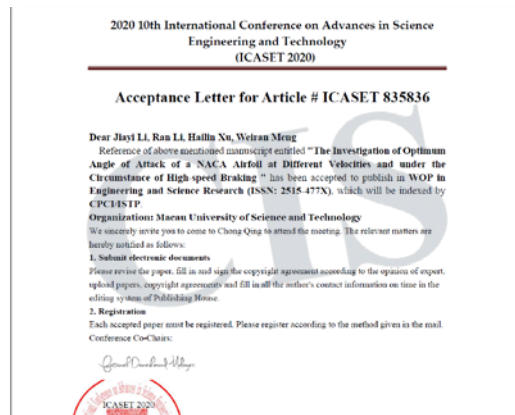 2020 10th International Conference on Advances in Science
Engineering and Technology
(ICASET 2020)
Acceptance Letter for Article # ICASET 835836
Dear Jiayi Li, Ran Li, Hailin Xu, Weiran Meng
Reference of above mentioned manuscript entitled "The Investigation of Optimum
Angle of Attack of a NACA Airfoil at Different Velocities and under the
Circumstance of High-speed Braking " has been accepted to publish in WOP in
Engineering and Science Research (ISSN: 2515-477X), which will be indexed by
CPCI/ISTP.
Organization: Macau University of Science and Technology
We sincerely invite you to come to Chong Qing to attend the meeting. The relevant matters are
hereby notified as follows:
1. Submit electronic documents
Please revise the paper, fill in and sign the copyright agreement according to the opinion of expert,
upload papers, copyright agreements and fill in all the author's contact information on time in the
editing system of Publishing House.
2. Registration
Each accepted paper must be registered. Please register according to the method given in the mail.
Conference Co-Chairs:
ICASET 2020
CIS